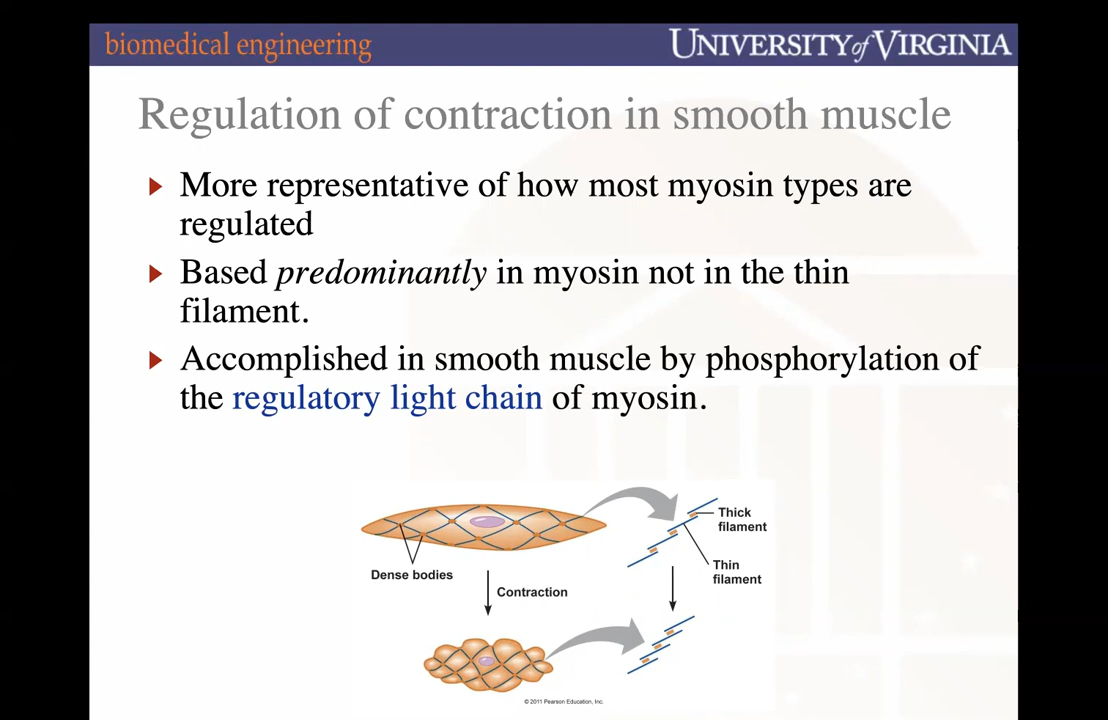 biomedical engineering
UNIVERSITY of VIRGINIA
Regulation of contraction in smooth muscle
More representative of how most myosin types are
regulated
Based predominantly in myosin not in the thin
filament.
Accomplished in smooth muscle by phosphorylation of
the regulatory light chain of myosin.
Thick
filament
Thin
filament
Dense bodies
Contraction
© 2011 Pearson Education, Inc.